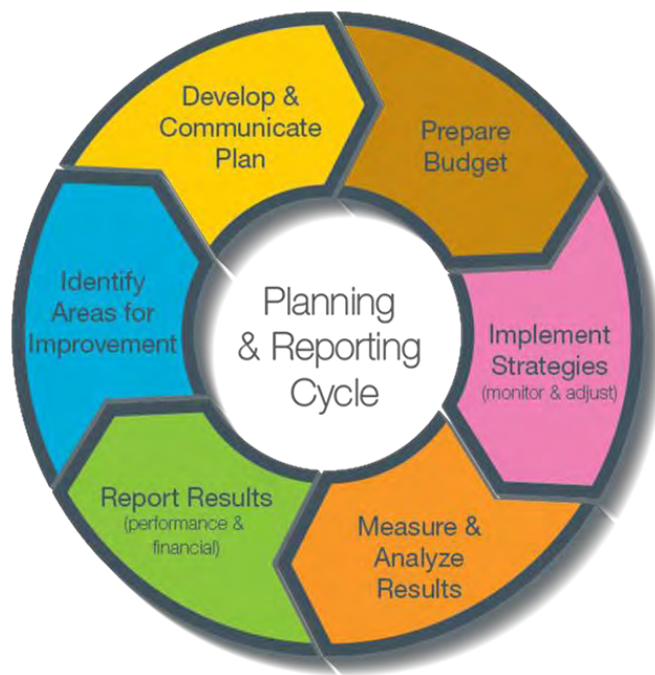 Planning
& Reporting
Cycle
Develop &
Communicate
Plan
Prepare
Budget
Implement
Strategies
(monitor & adjust)
Measure &
Analyze
Results
Report Results
(performance &
financial)
Identify
Areas for
Improvement